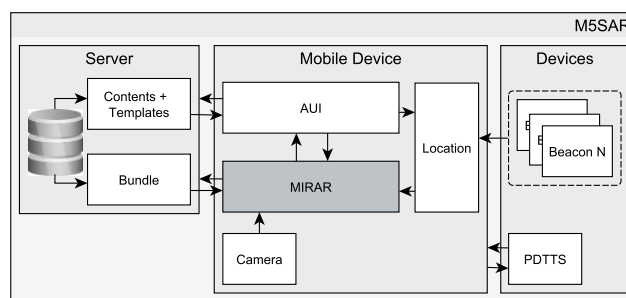 M5SAR
Server
Mobile Device
Devices
Contents +
Templates
AUI
Location
Beacon N
Bundle
MIRAR
Camera
PDTTS